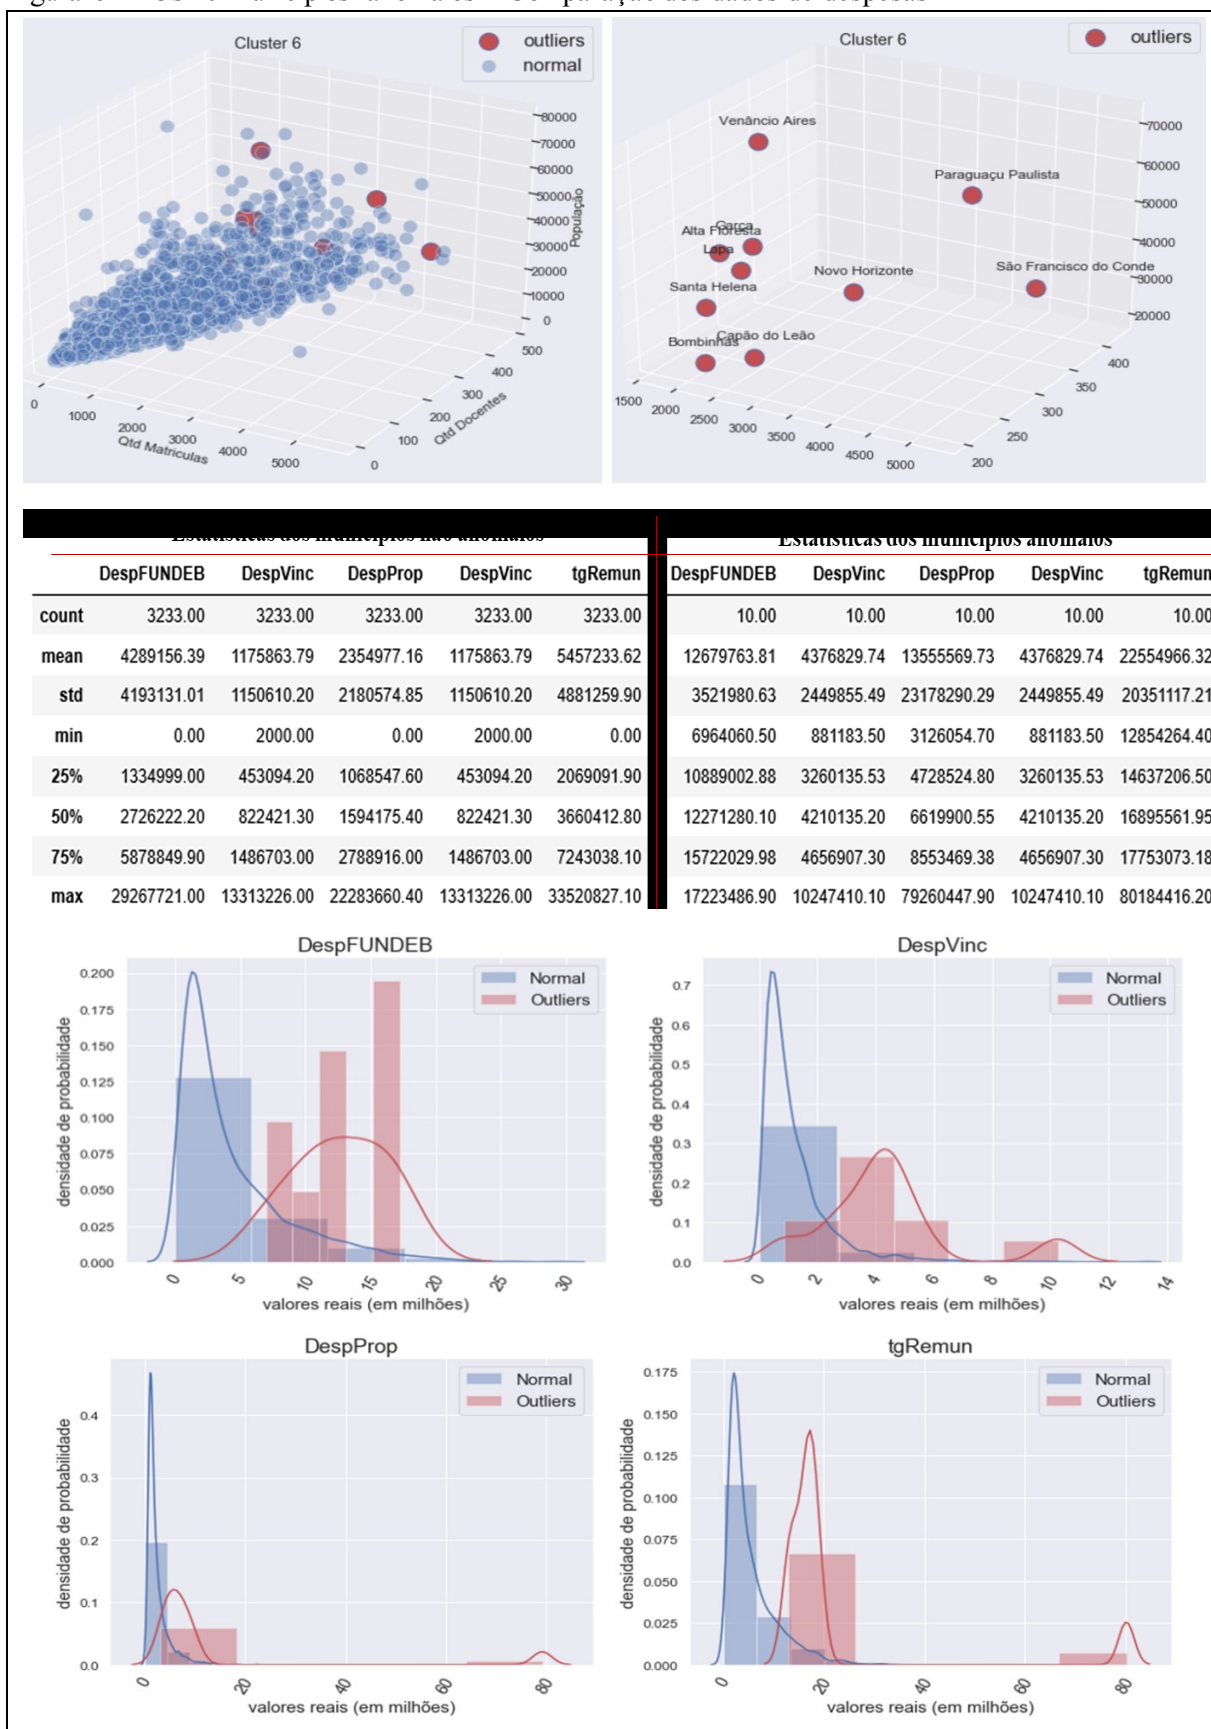 Cluster 6
outliers
normal
80000
70000
60000
50000
40000
30000
20000
10000
0
População
500
400
300
200
100
0
Qtd Docentes
0
1000
2000
3000
4000
5000
Qtd Matriculas
Cluster 6
outliers
Venâncio Aires
Paraguaçu Paulista
Garça
Alta Floresta
Lapa
Novo Horizonte
São Francisco do Conde
Santa Helena
Bombinhas
Capão do Leão
70000
60000
50000
40000
30000
20000
400
350
300
250
200
1500
2000
2500
3000
3500
4000
4500
5000
Estatísticas dos municípios não anômalos
Estatísticas dos municípios anômalos
DespFUNDEB DespVinc DespProp DespVinc tgRemun DespFUNDEB DespVinc DespProp DespVinc tgRemun
count 3233.00 3233.00 3233.00 3233.00 3233.00 10.00 10.00 10.00 10.00 10.00
mean 4289156.39 1175863.79 2354977.16 1175863.79 5457233.62 12679763.81 4376829.74 13555569.73 4376829.74 22554966.32
std 4193131.01 1150610.20 2180574.85 1150610.20 4881259.90 3521980.63 2449855.49 23178290.29 2449855.49 20351117.21
min 0.00 2000.00 0.00 2000.00 0.00 6964060.50 881183.50 3126054.70 881183.50 12854264.40
25% 1334999.00 453094.20 1068547.60 453094.20 2069091.90 10889002.88 3260135.53 4728524.80 3260135.53 14637206.50
50% 2726222.20 822421.30 1594175.40 822421.30 3660412.80 12271280.10 4210135.20 6619900.55 4210135.20 16895561.95
75% 5878849.90 1486703.00 2788916.00 1486703.00 7243038.10 15722029.98 4656907.30 8553469.38 4656907.30 17753073.18
max 29267721.00 13313226.00 22283660.40 13313226.00 33520827.10 17223486.90 10247410.10 79260447.90 10247410.10 80184416.20
DespFUNDEB
Normal
Outliers
densidade de probabilidade
0.200
0.175
0.150
0.125
0.100
0.075
0.050
0.025
0.000
0 5 10 15 20 25 30
valores reais (em milhões)
DespVinc
Normal
Outliers
densidade de probabilidade
0.7
0.6
0.5
0.4
0.3
0.2
0.1
0.0
0 2 4 6 8 10 12 14
valores reais (em milhões)
DespProp
Normal
Outliers
densidade de probabilidade
0.4
0.3
0.2
0.1
0.0
0 20 40 60 80
valores reais (em milhões)
tgRemun
Normal
Outliers
densidade de probabilidade
0.175
0.150
0.125
0.100
0.075
0.050
0.025
0.000
0 20 40 60 80
valores reais (em milhões)